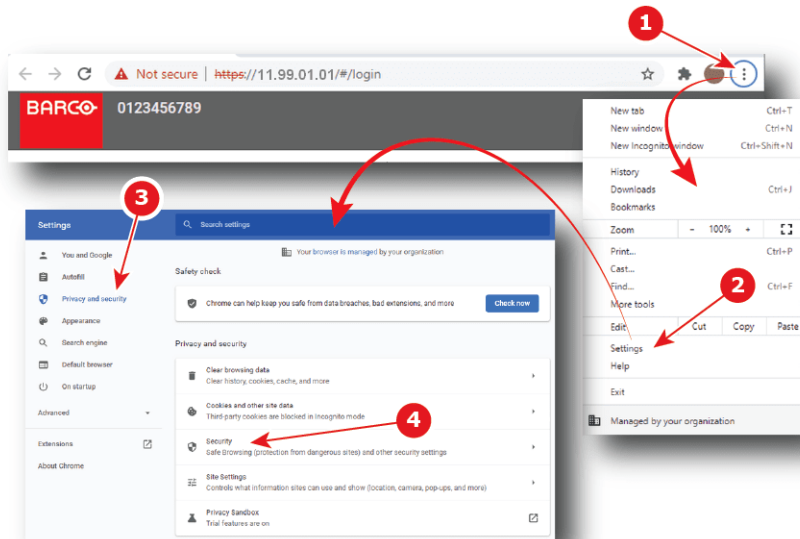 1
Not secure https://11.99.01.01/#/login
BARCO 0123456789
New tab Ctrl+T
New window Ctrl+N
New Incognito window Ctrl+Shift+N
History
Downloads Ctrl+J
Bookmarks
Zoom - 100% +
Print... Ctrl+P
Cast...
Find... Ctrl+F
More tools
2
Edit Cut Copy Paste
Settings
Help
Exit
Managed by your organization
3
Settings
Search settings
You and Google
Autofill
Privacy and security
Appearance
Search engine
Default browser
On startup
Advanced
Extensions
About Chrome
Your browser is managed by your organization
Safety check
Chrome can help keep you safe from data breaches, bad extensions, and more Check now
Privacy and security
Clear browsing data
Clear history, cookies, cache, and more
Cookies and other site data
Third-party cookies are blocked in Incognito mode
4
Security
Safe Browsing (protection from dangerous sites) and other security settings
Site Settings
Controls what information sites can use and show (location, camera, pop-ups, and more)
Privacy Sandbox
Trial features are on